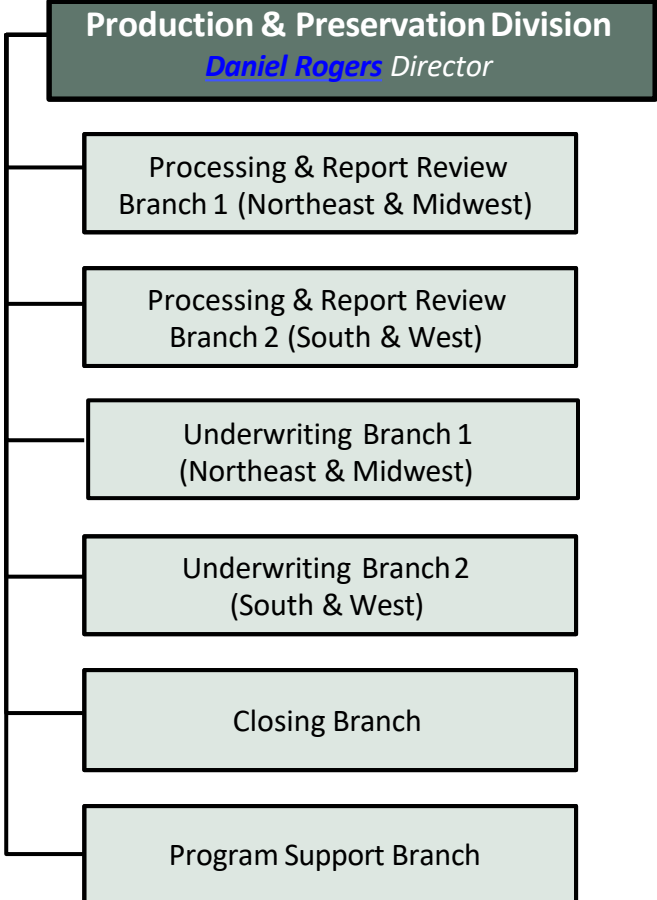 Production & Preservation Division
Daniel Rogers Director
Processing & Report Review
Branch 1 (Northeast & Midwest)
Processing & Report Review
Branch 2 (South & West)
Underwriting Branch 1
(Northeast & Midwest)
Underwriting Branch 2
(South & West)
Closing Branch
Program Support Branch